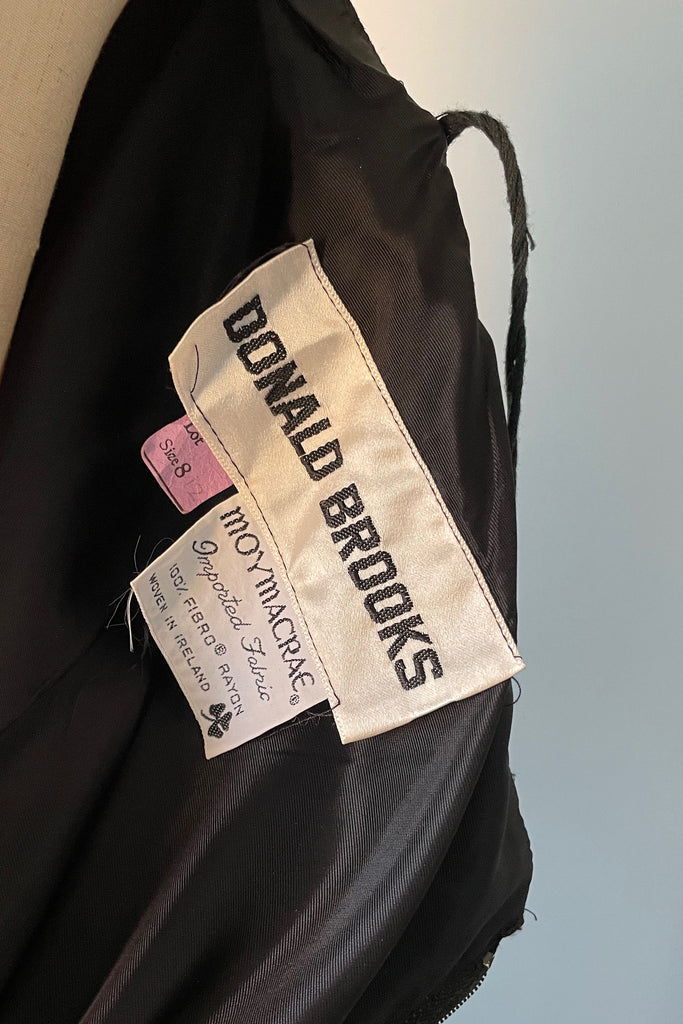 DONALD BROOKS
Lot
Size 8
MOYMACRAE®
Imported Fabric
100% FIBRO® RAYON
WOVEN IN IRELAND